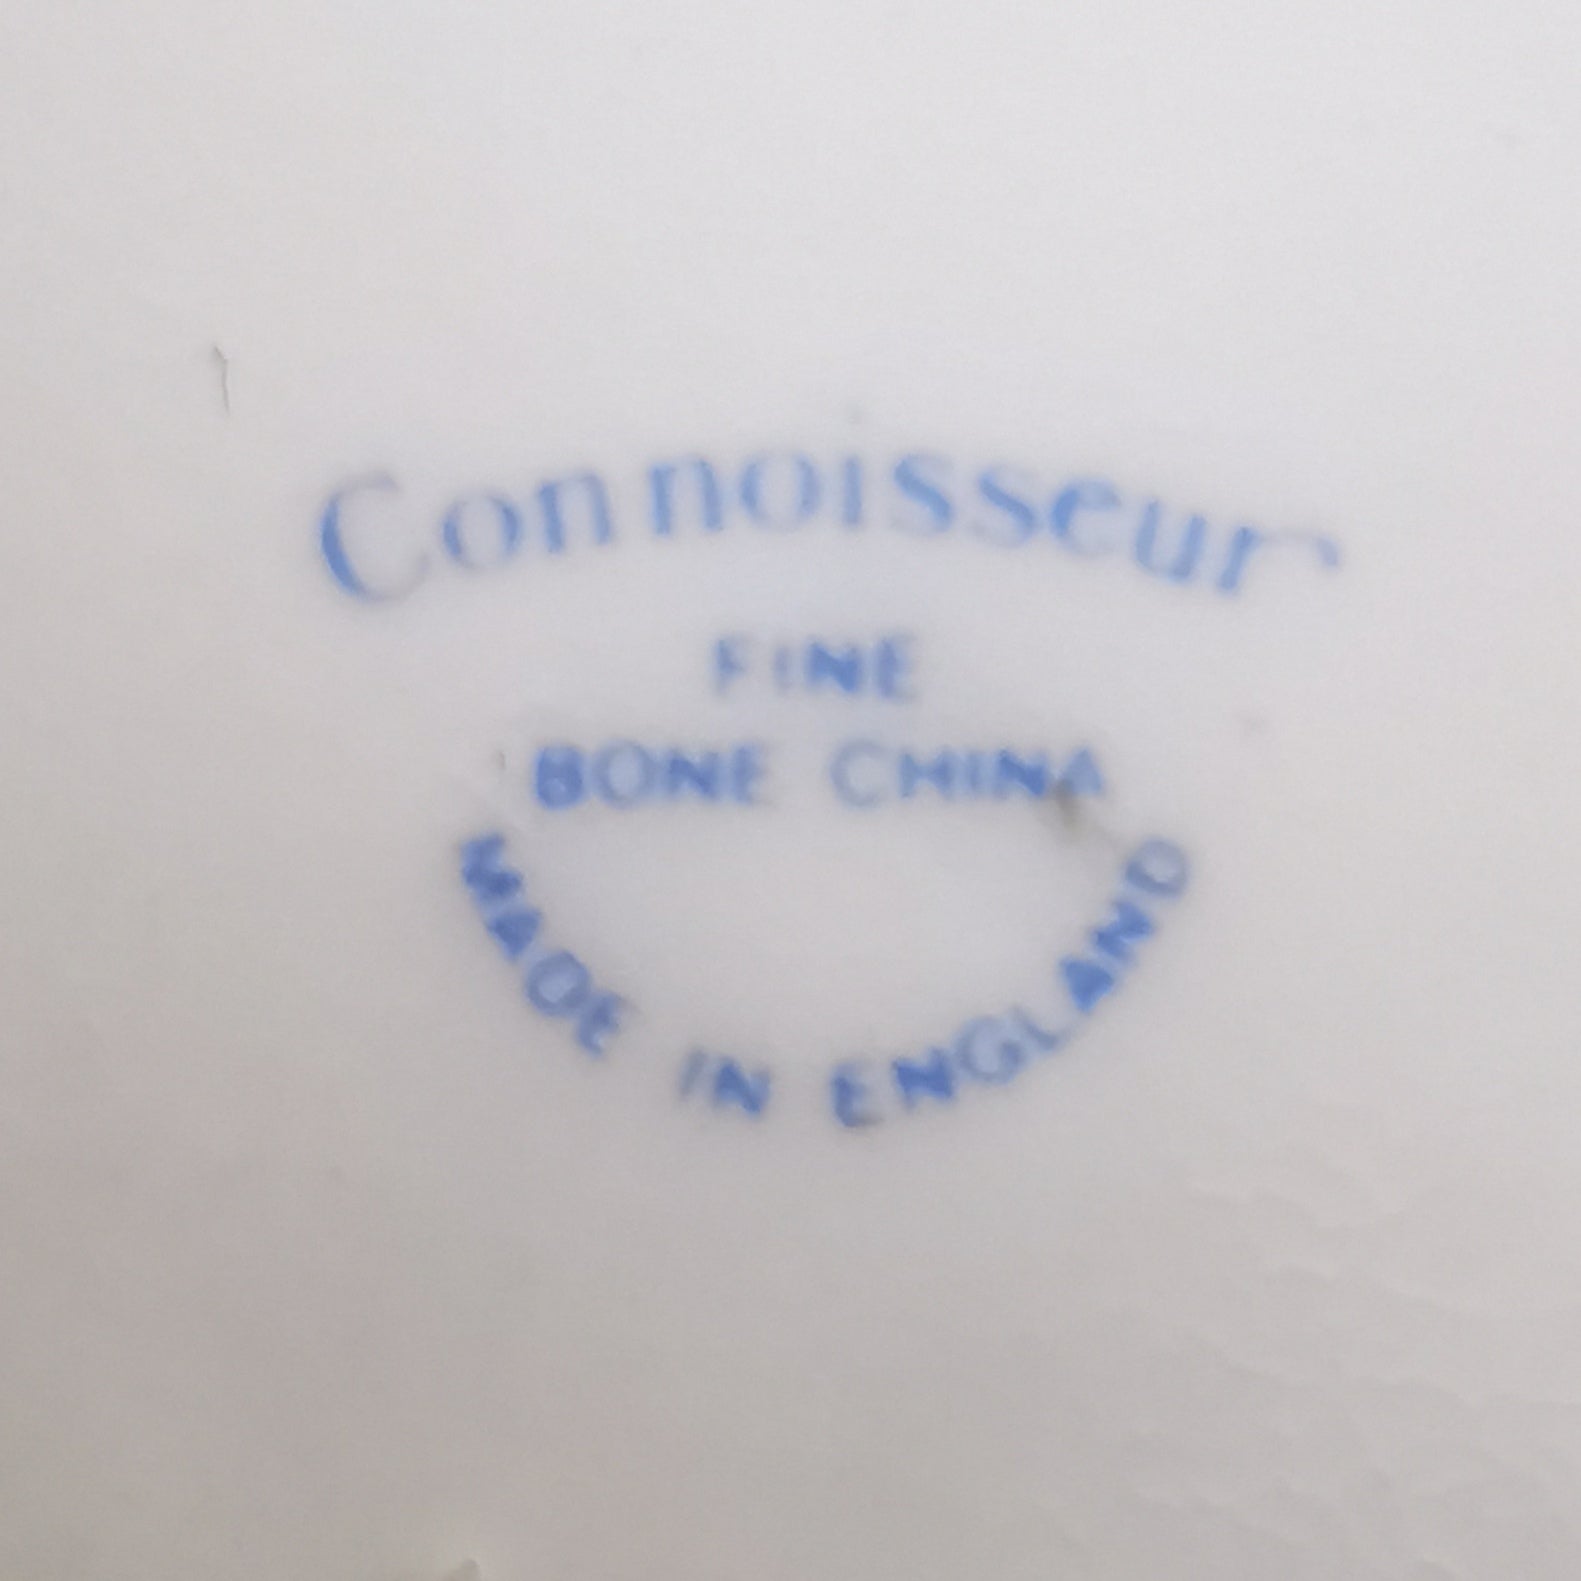 Connoisseur
FINE
BONE CHINA
MADE IN ENGLAND